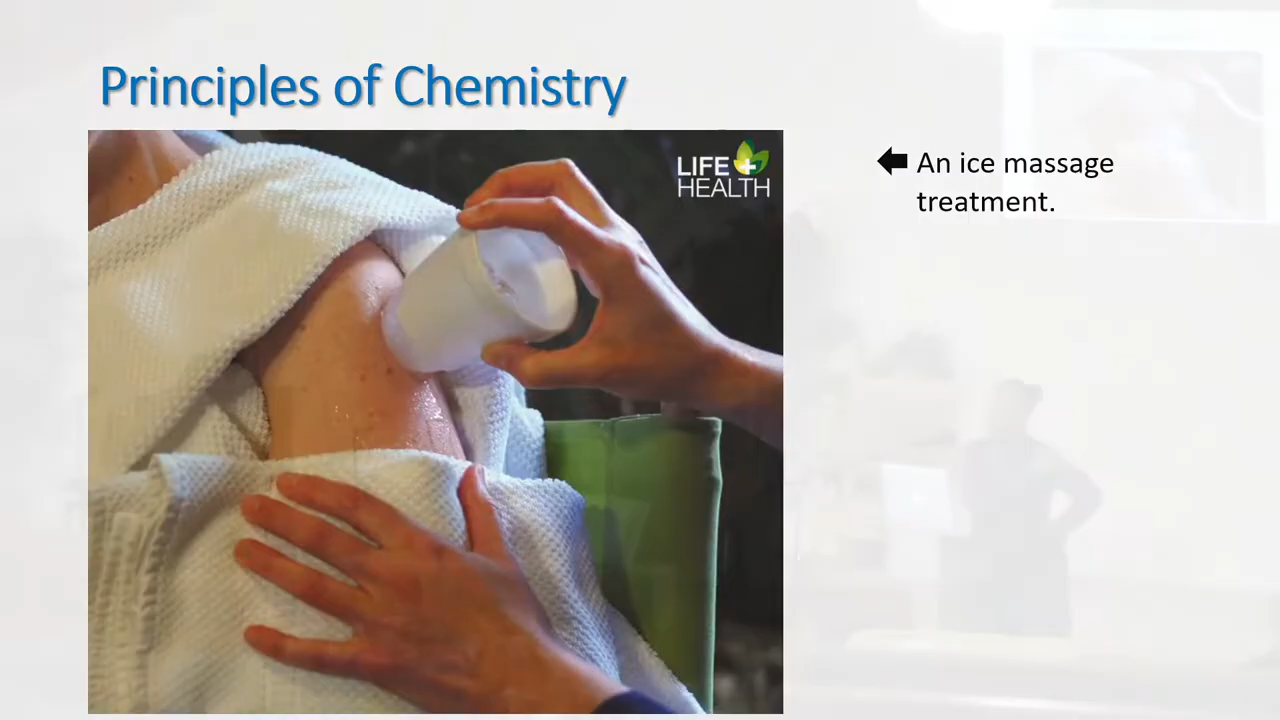 Principles of Chemistry
LIFE
HEALTH
An ice massage
treatment.